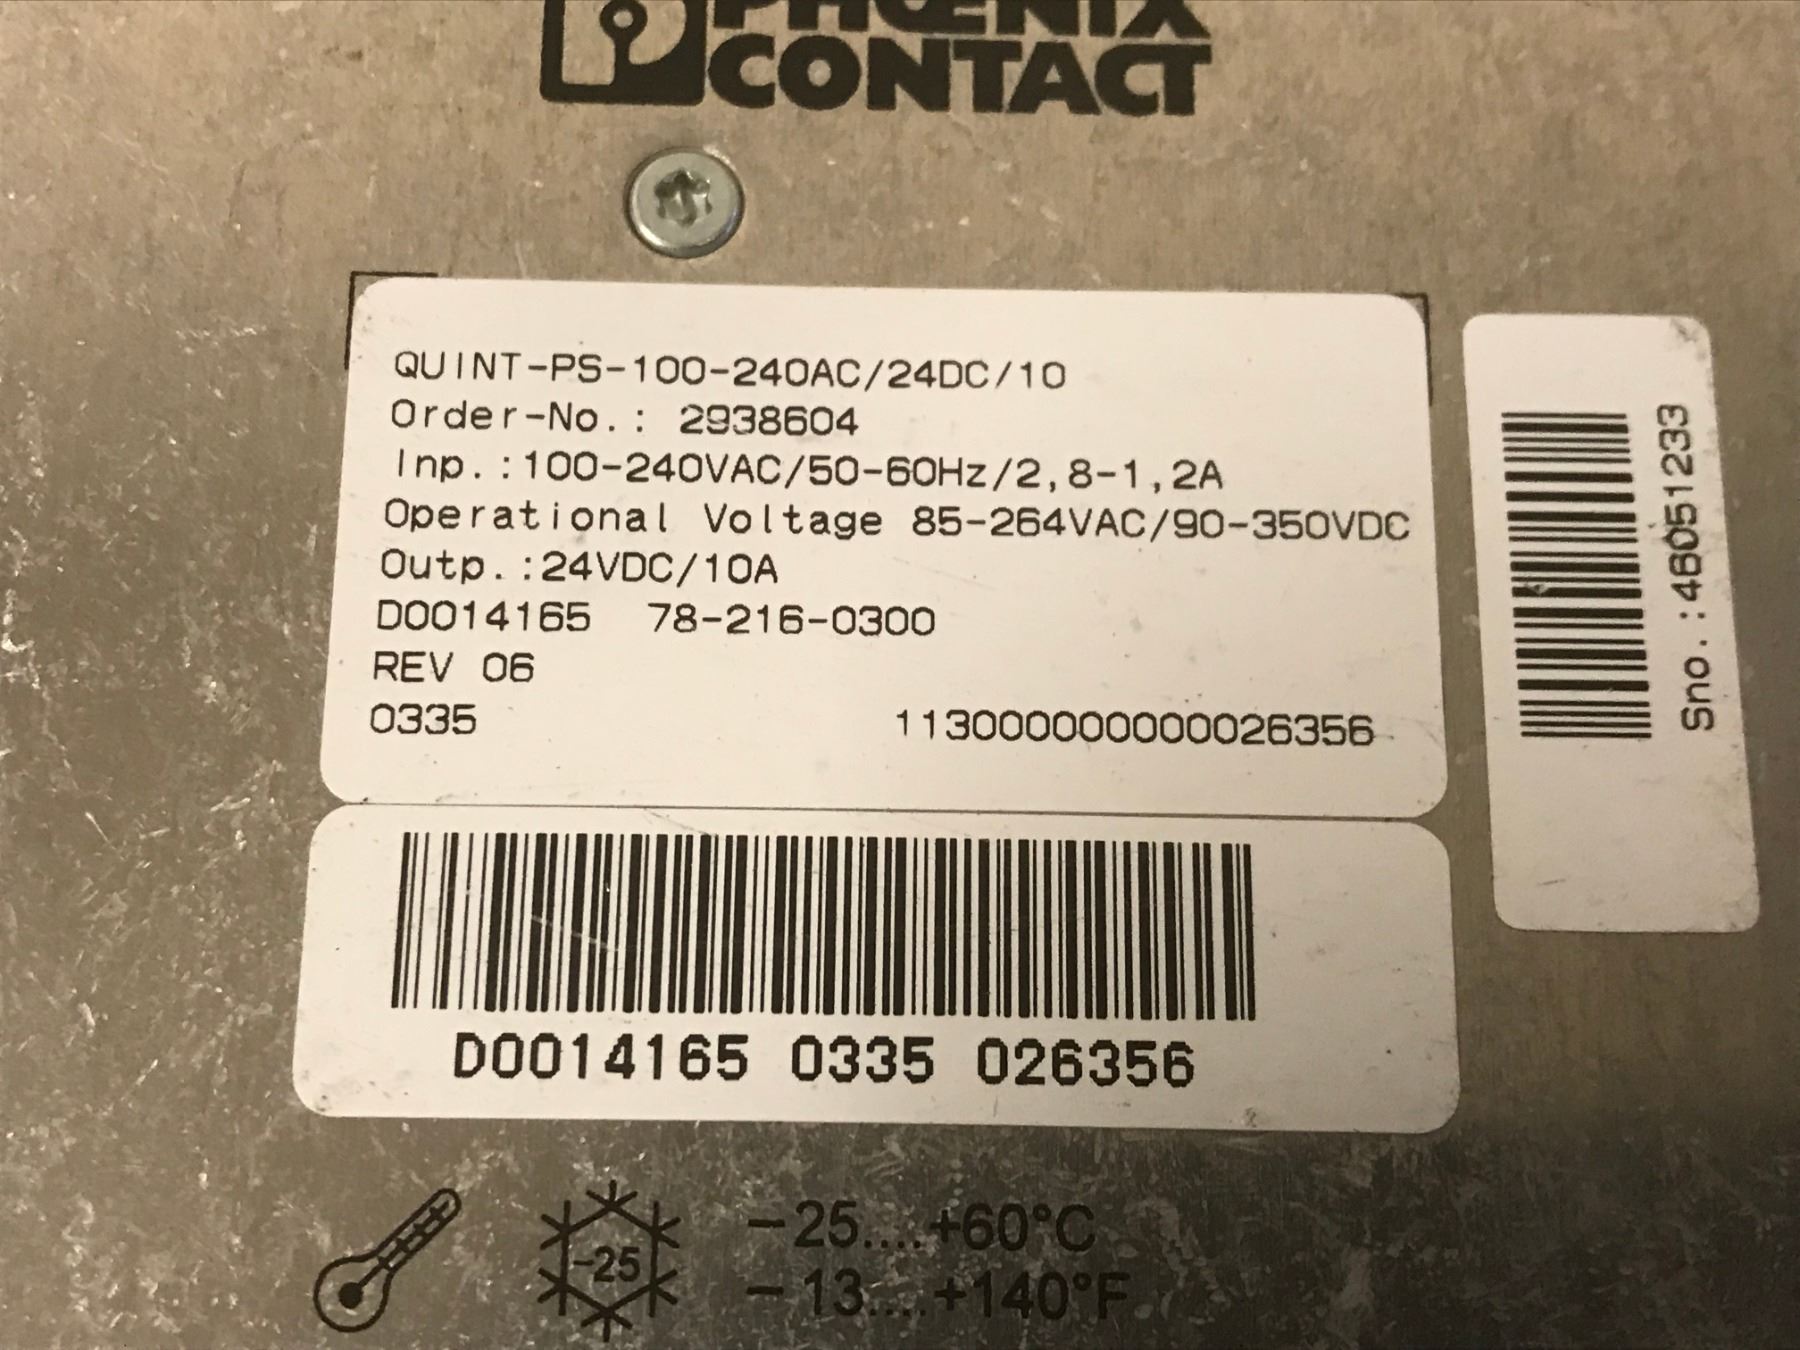 PHŒNIX
CONTACT
QUINT-PS-100-240AC/24DC/10
Order-No.: 2938604
Inp.:100-240VAC/50-60Hz/2,8-1,2A
Operational Voltage 85-264VAC/90-350VDC
Outp.:24VDC/10A
D0014165 78-216-0300
REV 06
0335 1130000000000026356
D0014165 0335 026356
Sno.:46051233
-25
-25....+60°C
-13....+140°F